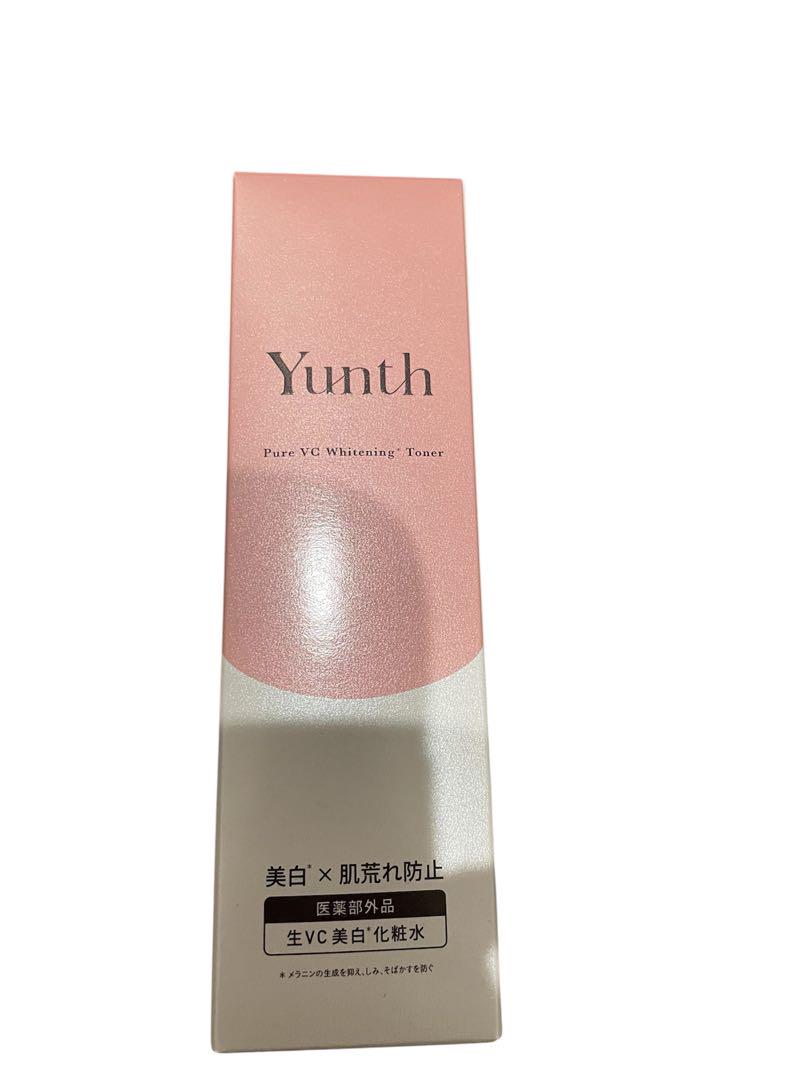 Yunth
Pure VC Whitening* Toner
美白*×肌荒れ防止
医薬部外品
生VC美白*化粧水
*メラニンの生成を抑え、しみ、そばかすを防ぐ